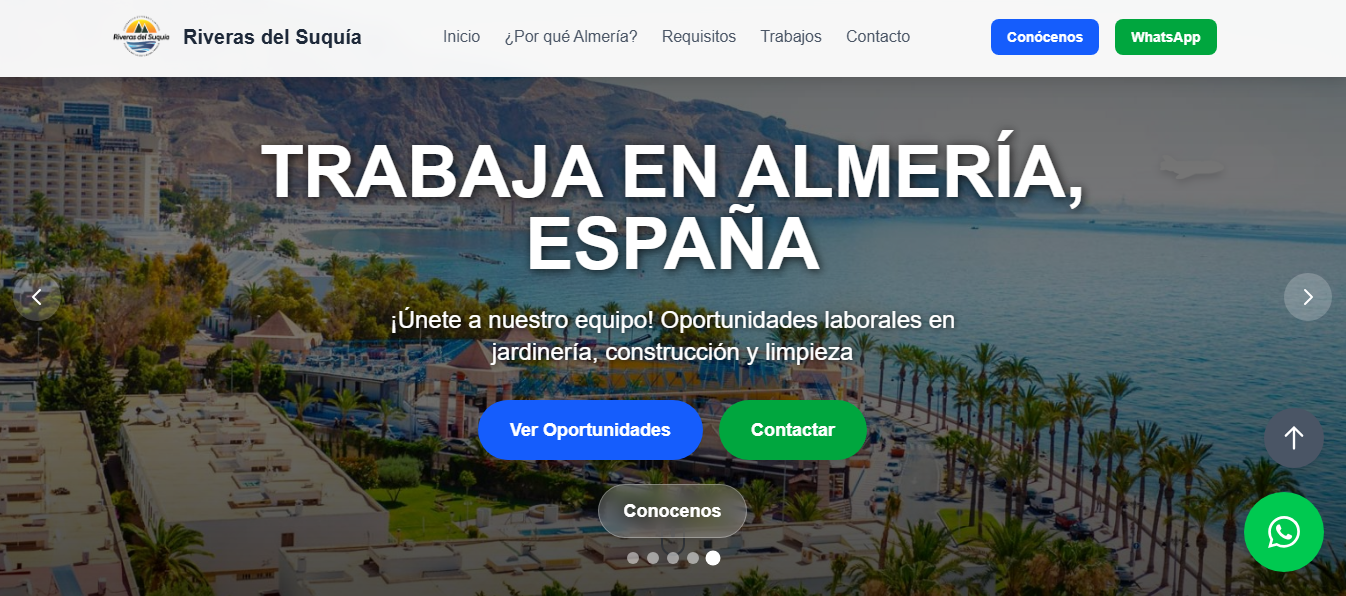 Riveras del Suquía
Riveras del Suquía
Inicio
¿Por qué Almería?
Requisitos
Trabajos
Contacto
Conócenos
WhatsApp
TRABAJA EN ALMERÍA,
ESPAÑA
¡Únete a nuestro equipo! Oportunidades laborales en
jardinería, construcción y limpieza
Ver Oportunidades
Contactar
Conocenos